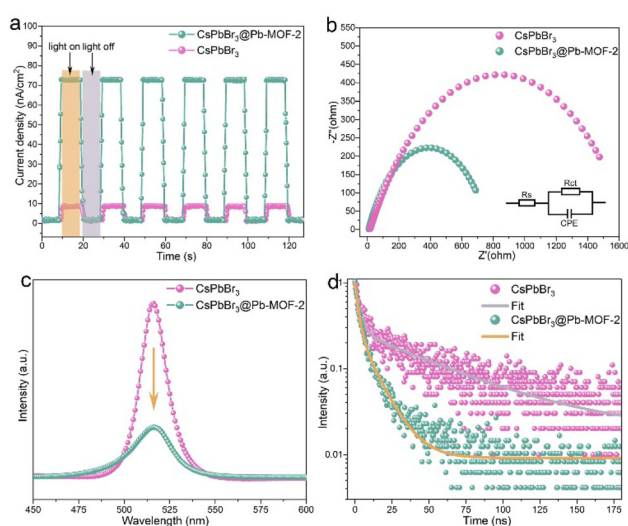 a
light on light off
CsPbBr₃@Pb-MOF-2
CsPbBr₃
Current density (nA/cm²)
100
90
80
70
60
50
40
30
20
10
0
0 20 40 60 80 100 120
Time (s)
b
CsPbBr₃
CsPbBr₃@Pb-MOF-2
-Z"(ohm)
550
500
450
400
350
300
250
200
150
100
50
0
Rs
Rct
CPE
0 200 400 600 800 1000 1200 1400 1600
Z'(ohm)
c
CsPbBr₃
CsPbBr₃@Pb-MOF-2
Intensity (a.u.)
450 475 500 525 550 575 600
Wavelength (nm)
d
CsPbBr₃
Fit
CsPbBr₃@Pb-MOF-2
Fit
Intensity (a.u.)
1
0.1
0.01
0 25 50 75 100 125 150 175
Time (ns)